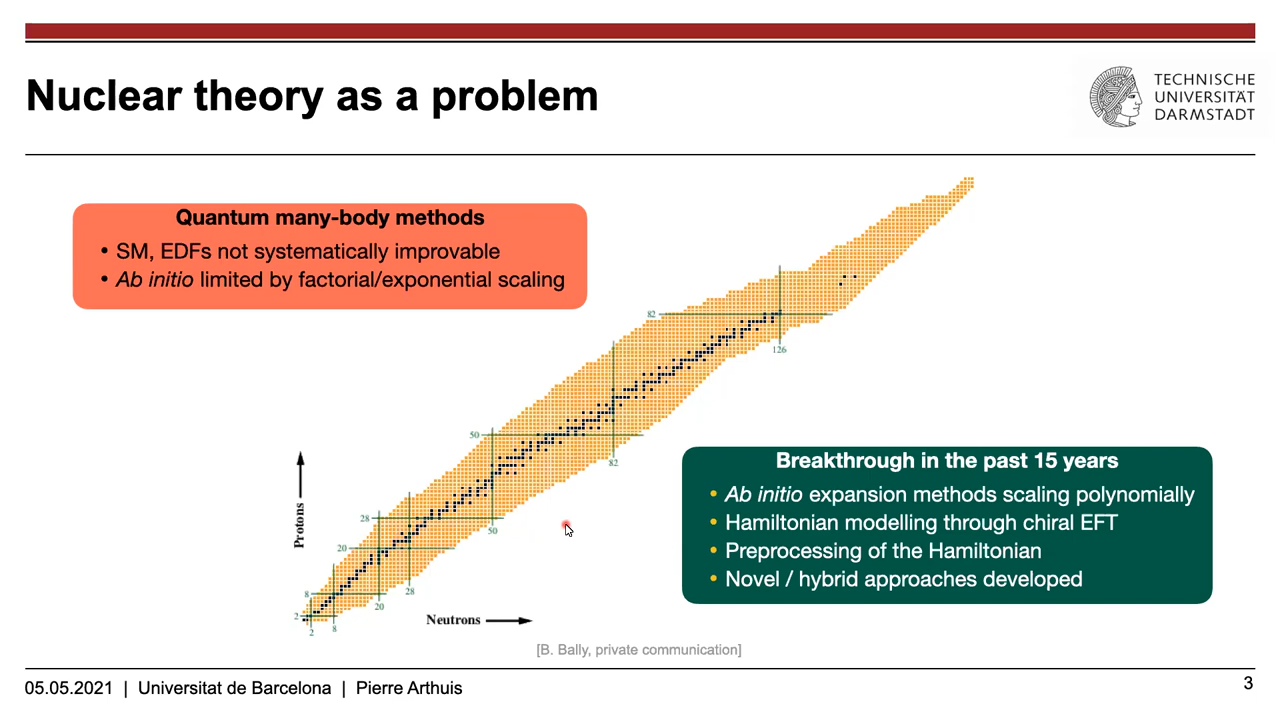 Nuclear theory as a problem
TECHNISCHE
UNIVERSITÄT
DARMSTADT
Quantum many-body methods
• SM, EDFs not systematically improvable
• Ab initio limited by factorial/exponential scaling
82
126
50
82
Breakthrough in the past 15 years
• Ab initio expansion methods scaling polynomially
• Hamiltonian modelling through chiral EFT
• Preprocessing of the Hamiltonian
• Novel / hybrid approaches developed
Protons
28
50
20
28
8
20
2
8
2
Neutrons
[B. Bally, private communication]
05.05.2021 | Universitat de Barcelona | Pierre Arthuis
3